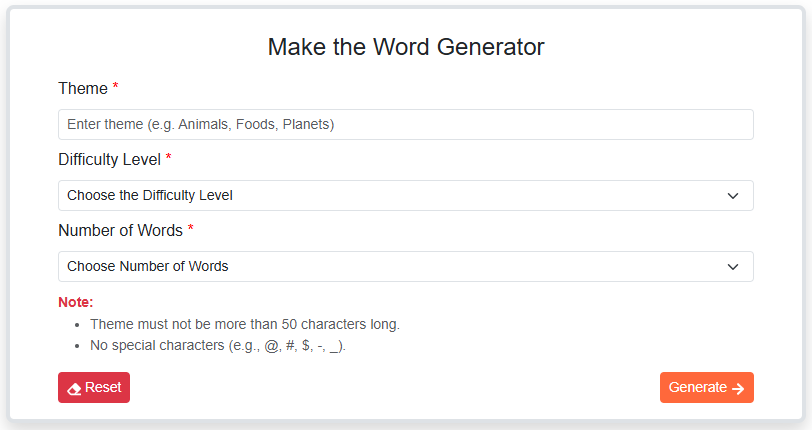 Make the Word Generator
Theme *
Enter theme (e.g. Animals, Foods, Planets)
Difficulty Level *
Choose the Difficulty Level
Number of Words *
Choose Number of Words
Note:
• Theme must not be more than 50 characters long.
• No special characters (e.g., @, #, $, -, _).
Reset
Generate →